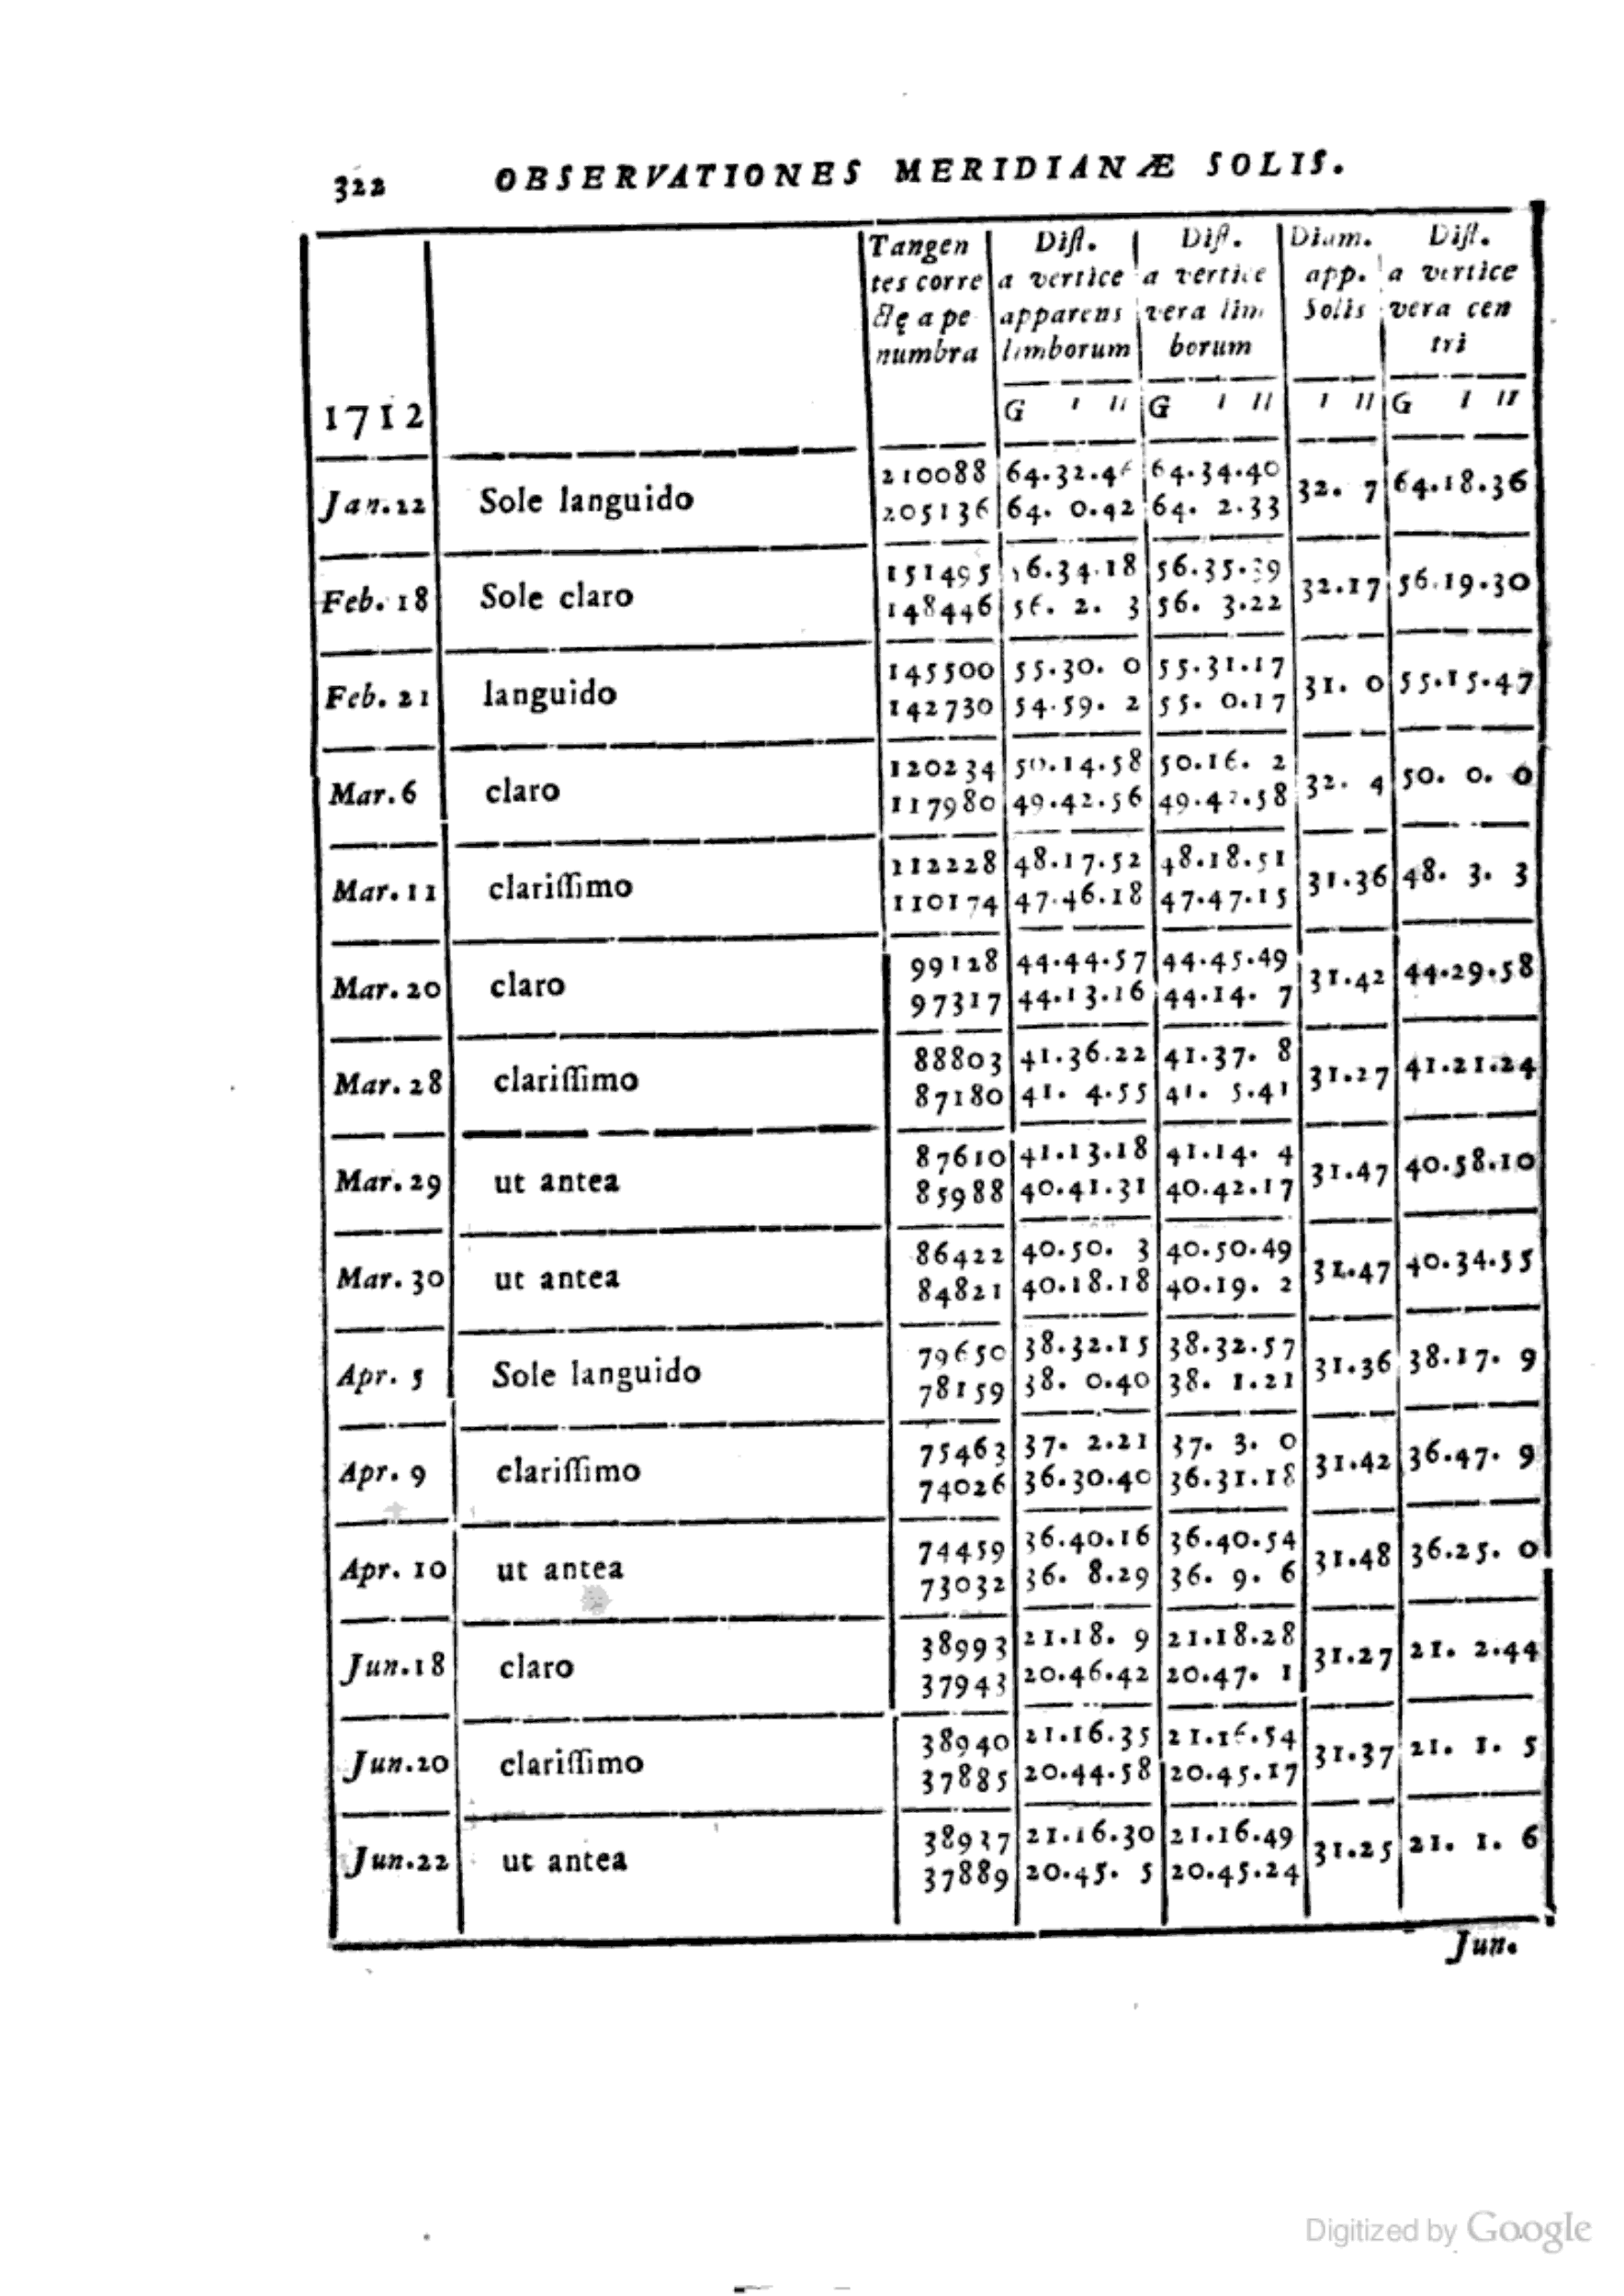 322 OBSERVATIONES MERIDIANÆ SOLIS.
1712 Tangen Diſt. Diſt. Diam. Diſt.
tes corre a vertice a vertice app. a vertice
ctę a pe apparens vera lim Solis vera cen
numbra limborum borum tri
G ' '' G ' '' ' '' G ' ''
Jan.22 Sole languido 210088 64.32.46 64.34.40 32. 7 64.18.36
205136 64. 0.42 64. 2.33
Feb.18 Sole claro 151495 56.34.18 56.35.39 32.17 56.19.30
148446 56. 2. 3 56. 3.22
Feb. 21 languido 145500 55.30. 0 55.31.17 31. 0 55.15.47
142730 54.59. 2 55. 0.17
Mar.6 claro 120234 50.14.58 50.16. 2 32. 4 50. 0. 0
117980 49.42.56 49.43.58
Mar.11 clariſſimo 112228 48.17.52 48.18.51 31.36 48. 3. 3
110174 47.46.18 47.47.15
Mar.20 claro 99128 44.44.57 44.45.49 31.42 44.29.58
97317 44.13.16 44.14. 7
Mar.28 clariſſimo 88803 41.36.22 41.37. 8 31.27 41.21.24
87180 41. 4.55 41. 5.41
Mar.29 ut antea 87610 41.13.18 41.14. 4 31.47 40.58.10
85988 40.41.31 40.42.17
Mar.30 ut antea 86422 40.50. 3 40.50.49 31.47 40.34.55
84821 40.18.18 40.19. 2
Apr. 5 Sole languido 79650 38.32.15 38.32.57 31.36 38.17. 9
78159 38. 0.40 38. 1.21
Apr. 9 clariſſimo 75463 37. 2.21 37. 3. 0 31.42 36.47. 9
74026 36.30.40 36.31.18
Apr. 10 ut antea 74459 36.40.16 36.40.54 31.48 36.25. 0
73032 36. 8.29 36. 9. 6
Jun.18 claro 38993 21.18. 9 21.18.28 31.27 21. 2.44
37943 20.46.42 20.47. 1
Jun.20 clariſſimo 38940 21.16.35 21.16.54 31.37 21. 1. 5
37885 20.44.58 20.45.17
Jun.22 ut antea 38937 21.16.30 21.16.49 31.25 21. 1. 6
37889 20.45. 5 20.45.24
Jun.
Digitized by Google